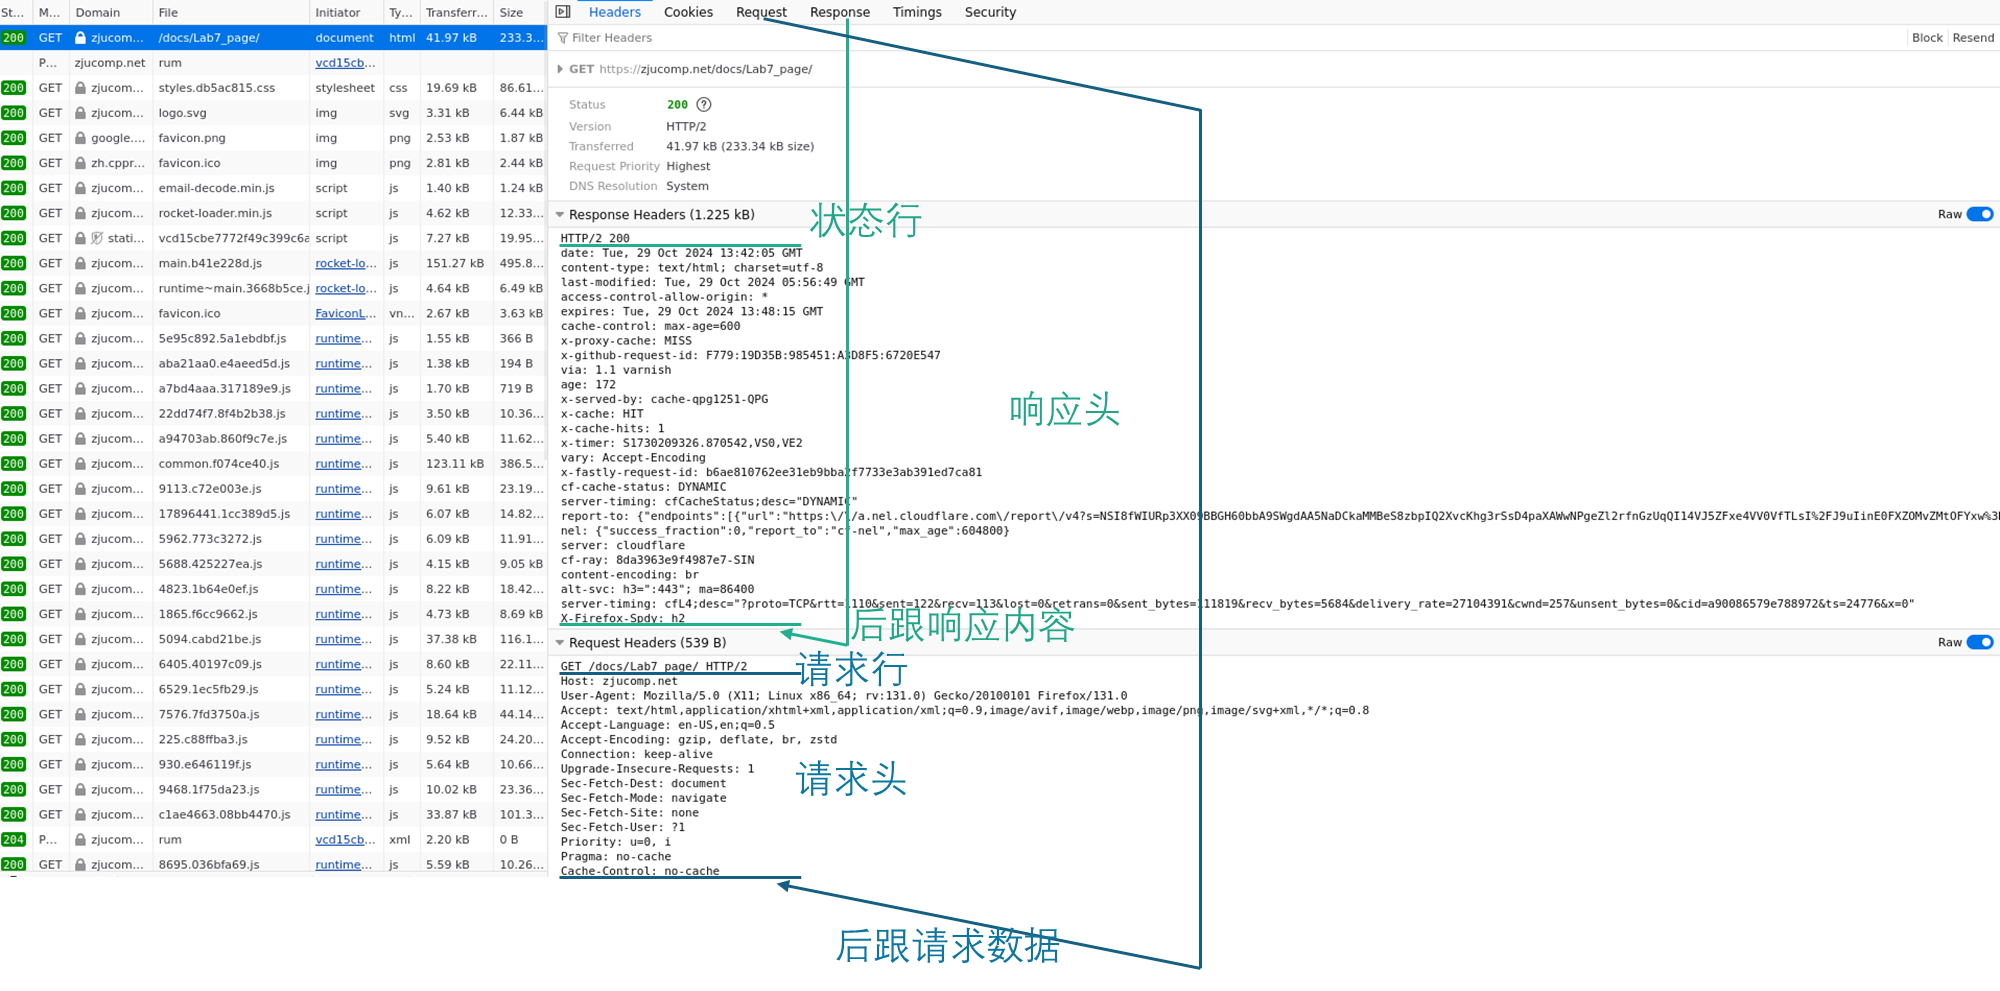 St... M... Domain File Initiator Ty... Transferr... Size
200 GET zjucom... /docs/Lab7_page/ document html 41.97 kB 233.3...
P... zjucomp.net rum vcd15cb...
200 GET zjucom... styles.db5ac815.css stylesheet css 19.69 kB 86.61...
200 GET zjucom... logo.svg img svg 3.31 kB 6.44 kB
200 GET google.... favicon.png img png 2.53 kB 1.87 kB
200 GET zh.cppr... favicon.ico img png 2.81 kB 2.44 kB
200 GET zjucom... email-decode.min.js script js 1.40 kB 1.24 kB
200 GET zjucom... rocket-loader.min.js script js 4.62 kB 12.33...
200 GET stati... vcd15cbe7772f49c399c6a script js 7.27 kB 19.95...
200 GET zjucom... main.b41e228d.js rocket-lo... js 151.27 kB 495.8...
200 GET zjucom... runtime~main.3668b5ce.j rocket-lo... js 4.64 kB 6.49 kB
200 GET zjucom... favicon.ico FaviconL... vn... 2.67 kB 3.63 kB
200 GET zjucom... 5e95c892.5a1ebdbf.js runtime... js 1.55 kB 366 B
200 GET zjucom... aba21aa0.e4aeed5d.js runtime... js 1.38 kB 194 B
200 GET zjucom... a7bd4aaa.317189e9.js runtime... js 1.70 kB 719 B
200 GET zjucom... 22dd74f7.8f4b2b38.js runtime... js 3.50 kB 10.36...
200 GET zjucom... a94703ab.860f9c7e.js runtime... js 5.40 kB 11.62...
200 GET zjucom... common.f074ce40.js runtime... js 123.11 kB 386.5...
200 GET zjucom... 9113.c72e003e.js runtime... js 9.61 kB 23.19...
200 GET zjucom... 17896441.1cc389d5.js runtime... js 6.07 kB 14.82...
200 GET zjucom... 5962.773c3272.js runtime... js 6.09 kB 11.91...
200 GET zjucom... 5688.425227ea.js runtime... js 4.15 kB 9.05 kB
200 GET zjucom... 4823.1b64e0ef.js runtime... js 8.22 kB 18.42...
200 GET zjucom... 1865.f6cc9662.js runtime... js 4.73 kB 8.69 kB
200 GET zjucom... 5094.cabd21be.js runtime... js 37.38 kB 116.1...
200 GET zjucom... 6405.40197c09.js runtime... js 8.60 kB 22.11...
200 GET zjucom... 6529.1ec5fb29.js runtime... js 5.24 kB 11.12...
200 GET zjucom... 7576.7fd3750a.js runtime... js 18.64 kB 44.14...
200 GET zjucom... 225.c88ffba3.js runtime... js 9.52 kB 24.20...
200 GET zjucom... 930.e646119f.js runtime... js 5.64 kB 10.66...
200 GET zjucom... 9468.1f75da23.js runtime... js 10.02 kB 23.36...
200 GET zjucom... c1ae4663.08bb4470.js runtime... js 33.87 kB 101.3...
204 P... zjucom... rum vcd15cb... xml 2.20 kB 0 B
200 GET zjucom... 8695.036bfa69.js runtime... js 5.59 kB 10.26...
Headers Cookies Request Response Timings Security
Filter Headers Block Resend
GET https://zjucomp.net/docs/Lab7_page/
Status 200 ?
Version HTTP/2
Transferred 41.97 kB (233.34 kB size)
Request Priority Highest
DNS Resolution System
Response Headers (1.225 kB) 状态行 Raw
HTTP/2 200
date: Tue, 29 Oct 2024 13:42:05 GMT
content-type: text/html; charset=utf-8
last-modified: Tue, 29 Oct 2024 05:56:49 GMT
access-control-allow-origin: *
expires: Tue, 29 Oct 2024 13:48:15 GMT
cache-control: max-age=600
x-proxy-cache: MISS
x-github-request-id: F779:19D35B:985451:A3D8F5:6720E547
via: 1.1 varnish
age: 172
x-served-by: cache-qpg1251-QPG
响应头
x-cache: HIT
x-cache-hits: 1
x-timer: S1730209326.870542,VS0,VE2
vary: Accept-Encoding
x-fastly-request-id: b6ae810762ee31eb9bba2f7733e3ab391ed7ca81
cf-cache-status: DYNAMIC
server-timing: cfCacheStatus;desc="DYNAMIC"
report-to: {"endpoints":[{"url":"https:\/\/a.nel.cloudflare.com\/report\/v4?s=
nel: {"success_fraction":0,"report_to":"cf-nel","max_age":604800}
server: cloudflare
cf-ray: 8da3963e9f4987e7-SIN
content-encoding: br
alt-svc: h3=":443"; ma=86400
server-timing: cfL4;desc="?proto=TCP&rtt=1110&sent=122&recv=113&lost=0&retrans=0&sent_bytes=111819&recv_bytes=5684&delivery_rate=27104391&cwnd=257&unsent_bytes=0&cid=a90086579e788972&ts=24776&x=0"
X-Firefox-Spdy: h2
后跟响应内容
Request Headers (539 B) Raw
GET /docs/Lab7_page/ HTTP/2
请求行
Host: zjucomp.net
User-Agent: Mozilla/5.0 (X11; Linux x86_64; rv:131.0) Gecko/20100101 Firefox/131.0
Accept: text/html,application/xhtml+xml,application/xml;q=0.9,image/avif,image/webp,image/png,image/svg+xml,*/*;q=0.8
Accept-Language: en-US,en;q=0.5
Accept-Encoding: gzip, deflate, br, zstd
Connection: keep-alive
Upgrade-Insecure-Requests: 1
请求头
Sec-Fetch-Dest: document
Sec-Fetch-Mode: navigate
Sec-Fetch-Site: none
Sec-Fetch-User: ?1
Priority: u=0, i
Pragma: no-cache
Cache-Control: no-cache
后跟请求数据